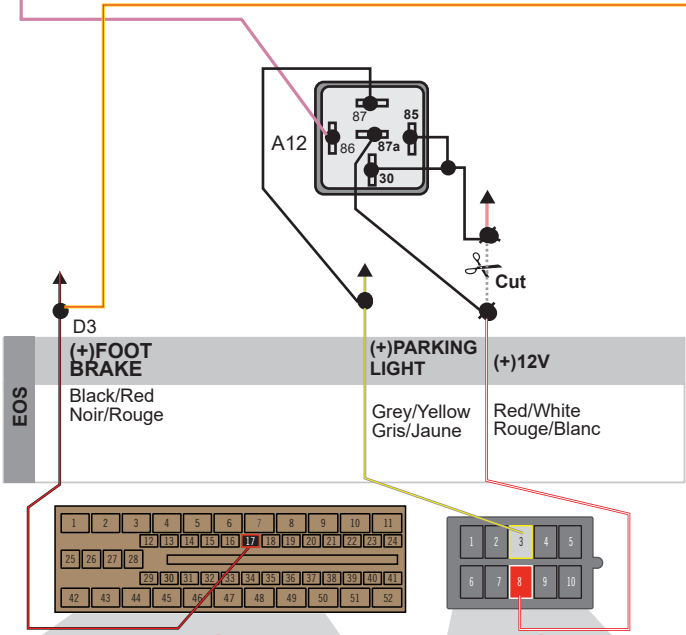 87
85
A12
86
87a
30
Cut
D3
(+)FOOT
BRAKE
(+)PARKING
LIGHT
(+)12V
EOS
Black/Red
Noir/Rouge
Grey/Yellow
Gris/Jaune
Red/White
Rouge/Blanc
1 2 3 4 5 6 7 8 9 10 11
12 13 14 15 16 17 18 19 20 21 22 23 24
25 26 27 28
29 30 31 32 33 34 35 36 37 38 39 40 41
42 43 44 45 46 47 48 49 50 51 52
1 2 3 4 5
6 7 8 9 10